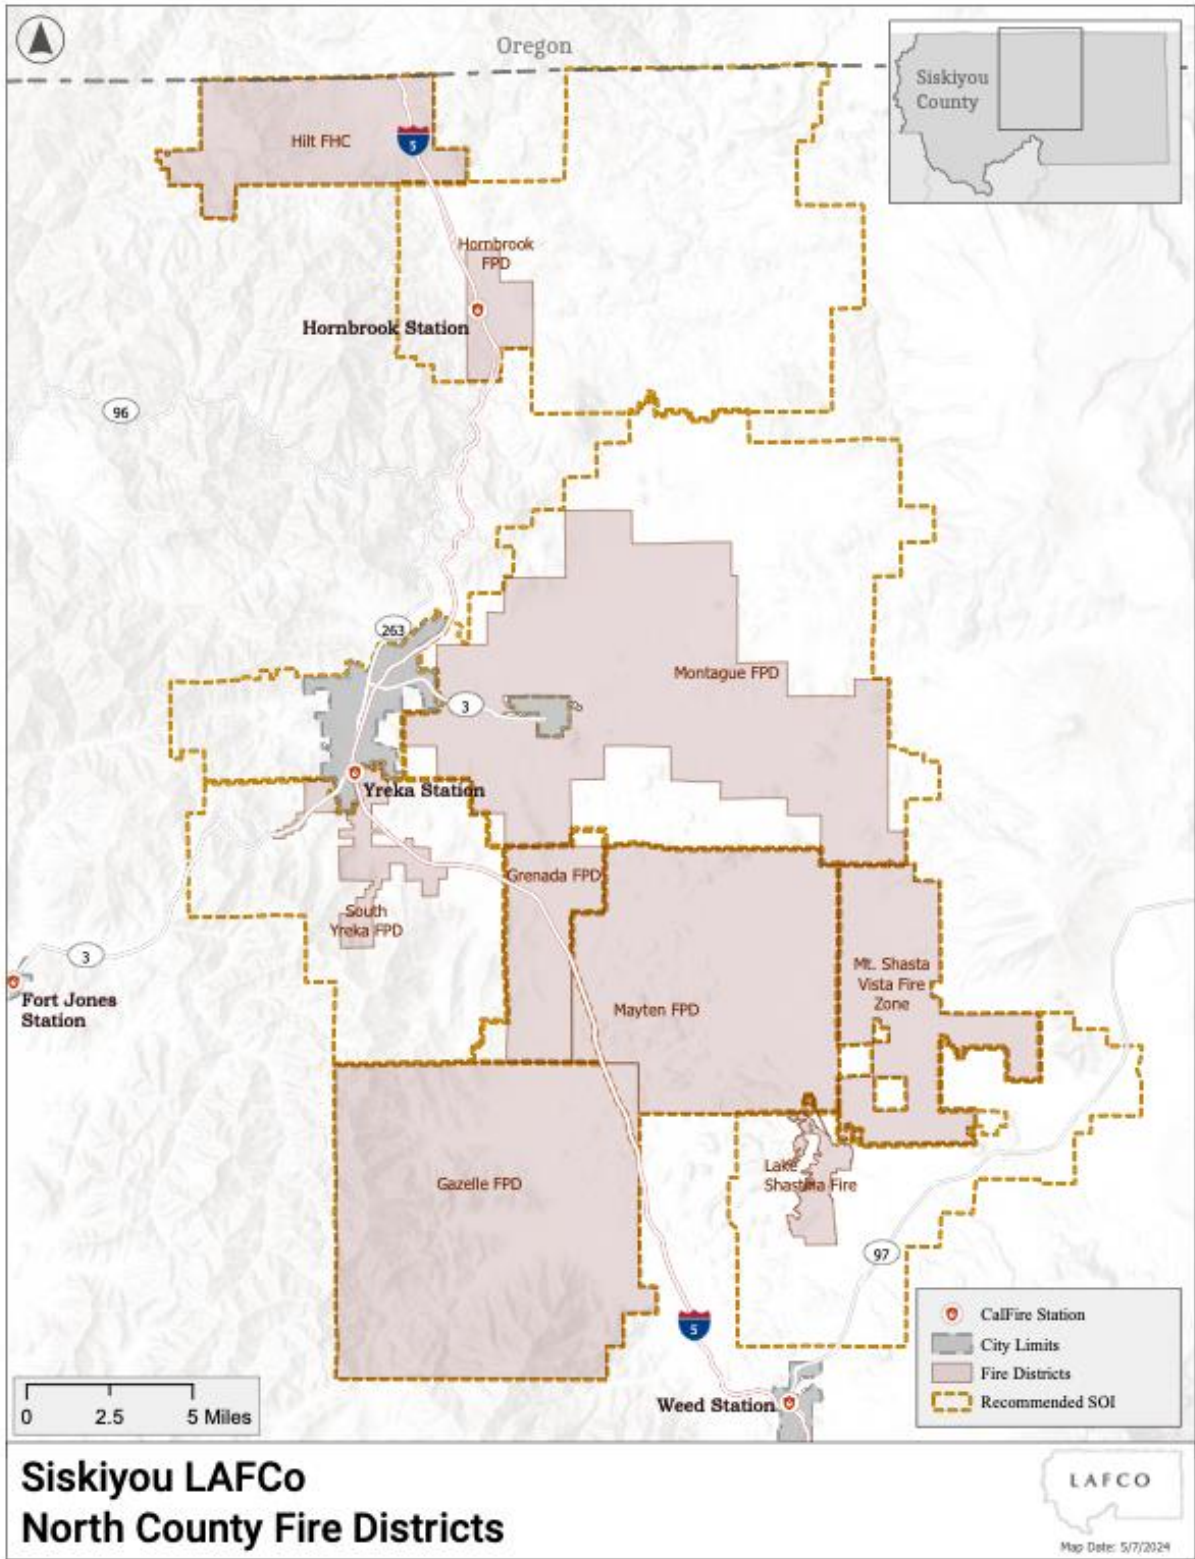 Oregon
Siskiyou
County
Hilt FHC
5
Hornbrook
FPD
Hornbrook Station
96
263
Montague FPD
3
Yreka Station
Grenada FPD
South
Yreka FPD
3
Fort Jones
Station
Mt. Shasta
Vista Fire
Zone
Mayten FPD
Gazelle FPD
Lake
Shastina Fire
97
5
Weed Station
CalFire Station
City Limits
Fire Districts
Recommended SOI
0 2.5 5 Miles
Siskiyou LAFCo
North County Fire Districts
LAFCO
Map Date: 5/7/2024